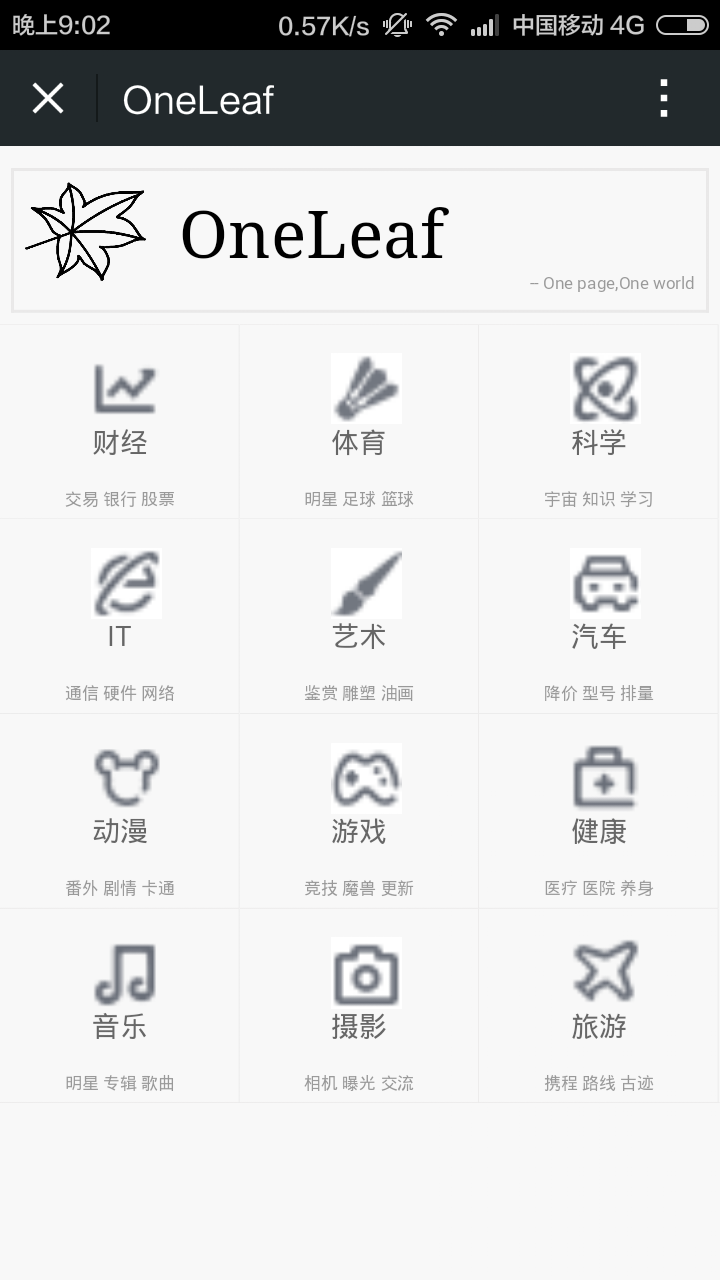 晚上9:02 0.57K/s 中国移动 4G
OneLeaf
OneLeaf
– One page,One world
财经 体育 科学
交易 银行 股票 明星 足球 篮球 宇宙 知识 学习
IT 艺术 汽车
通信 硬件 网络 鉴赏 雕塑 油画 降价 型号 排量
动漫 游戏 健康
番外 剧情 卡通 竞技 魔兽 更新 医疗 医院 养身
音乐 摄影 旅游
明星 专辑 歌曲 相机 曝光 交流 携程 路线 古迹